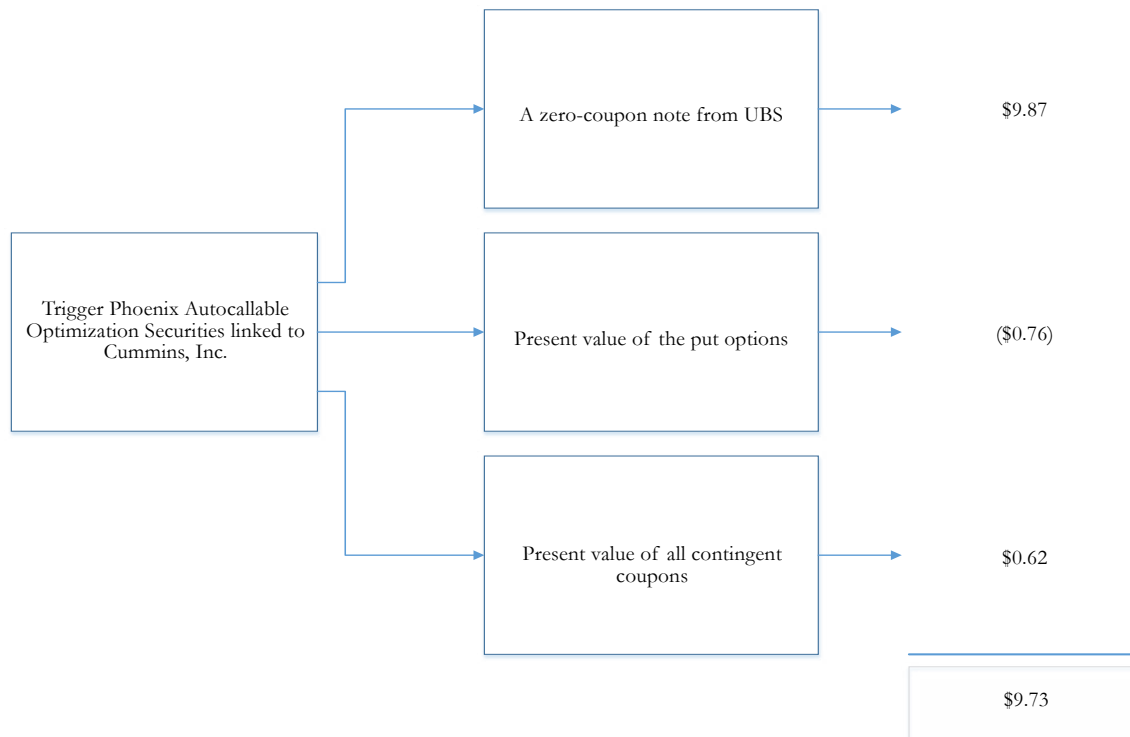 A zero-coupon note from UBS
$9.87
Trigger Phoenix Autocallable
Optimization Securities linked to
Cummins, Inc.
Present value of the put options
($0.76)
Present value of all contingent
coupons
$0.62
$9.73